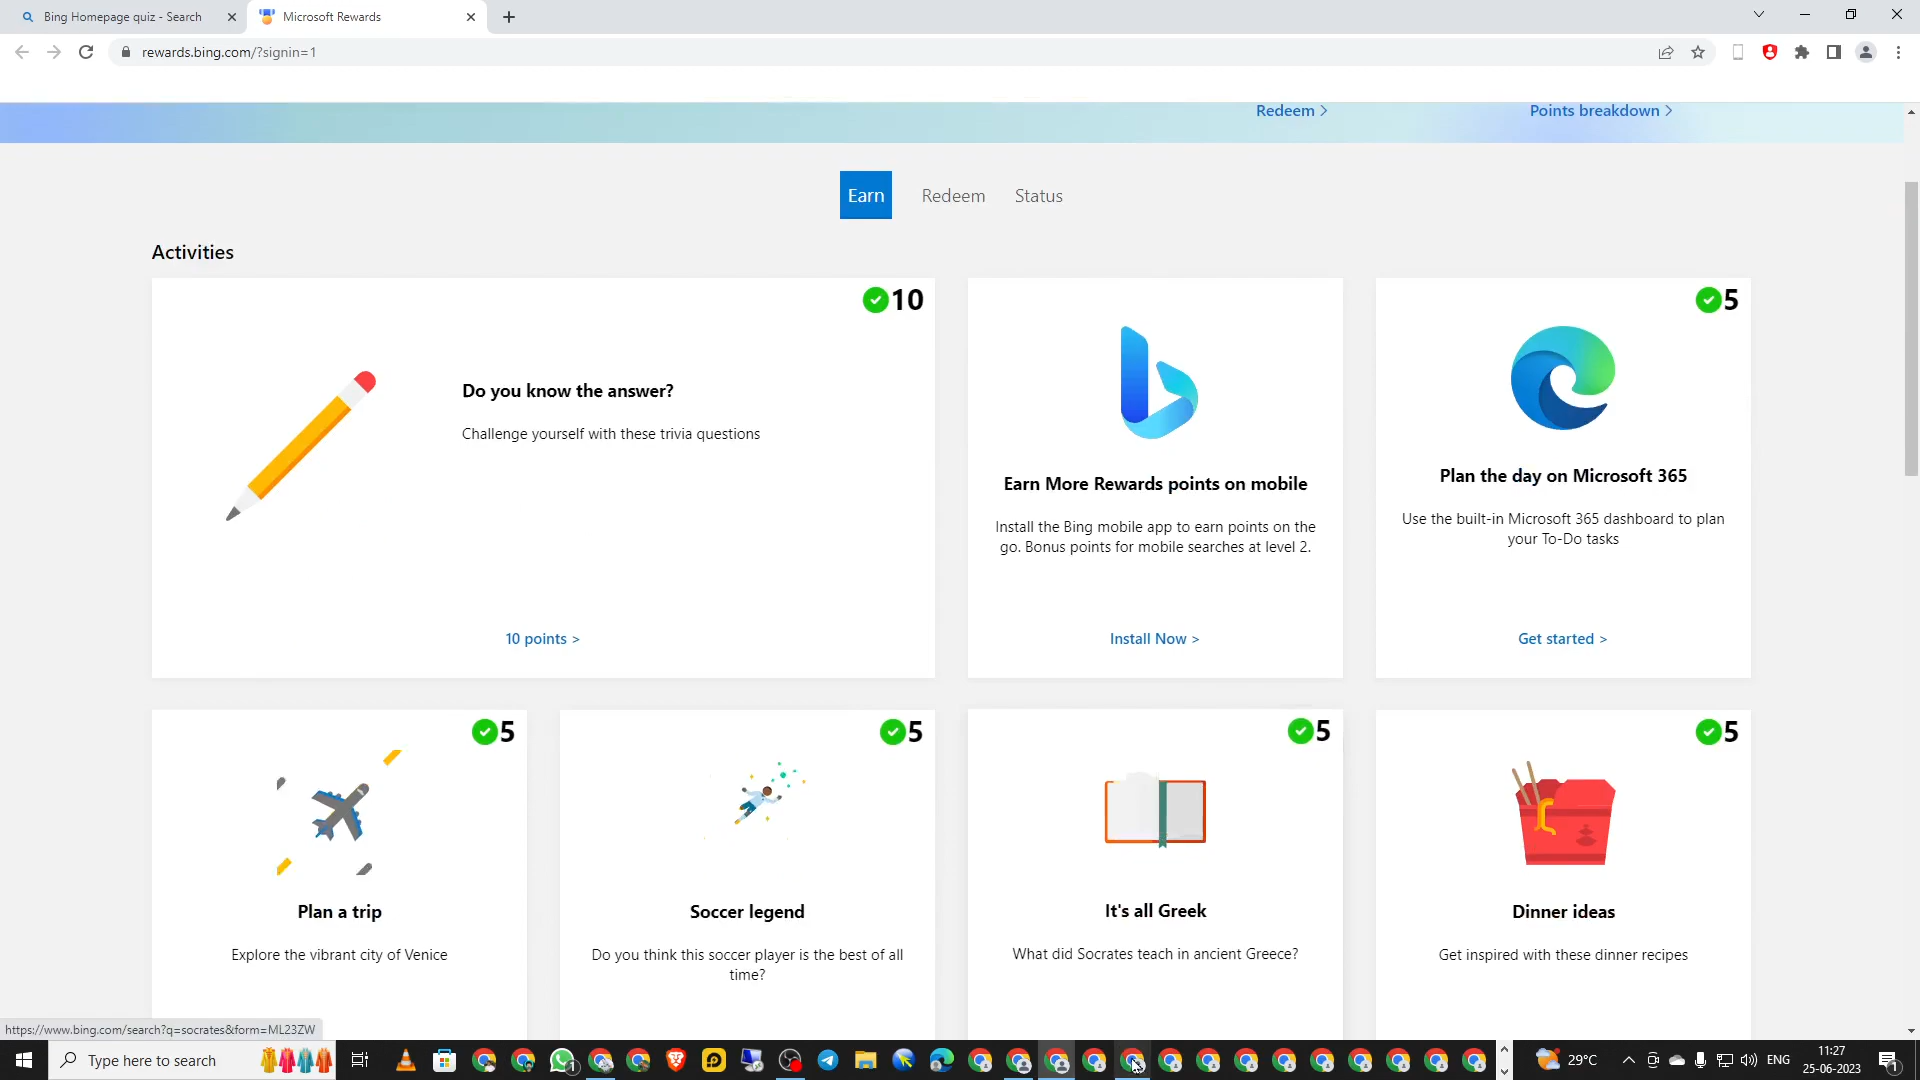 Bing Homepage quiz - Search
Microsoft Rewards
rewards.bing.com/?signin=1
Redeem >
Points breakdown >
Earn
Redeem
Status
Activities
10
Do you know the answer?
Challenge yourself with these trivia questions
10 points >
Earn More Rewards points on mobile
Install the Bing mobile app to earn points on the
go. Bonus points for mobile searches at level 2.
Install Now >
5
Plan the day on Microsoft 365
Use the built-in Microsoft 365 dashboard to plan
your To-Do tasks
Get started >
5
Plan a trip
Explore the vibrant city of Venice
5
Soccer legend
Do you think this soccer player is the best of all
time?
5
It's all Greek
What did Socrates teach in ancient Greece?
5
Dinner ideas
Get inspired with these dinner recipes
https://www.bing.com/search?q=socrates&form=ML23ZW
Type here to search
1
29°C
ENG
11:27
25-06-2023
1